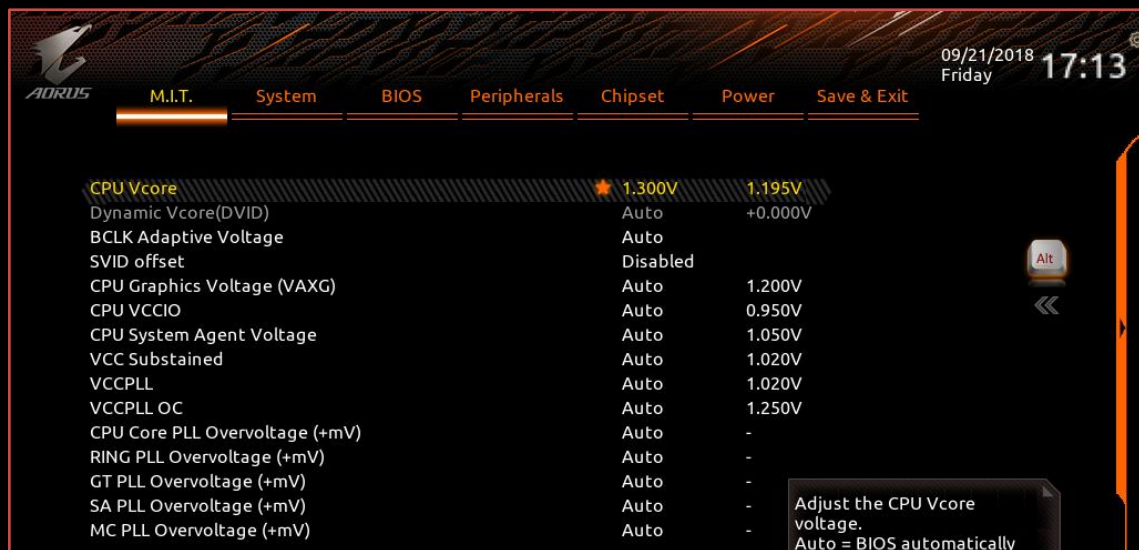 09/21/2018 17:13
Friday
AORUS
M.I.T. System BIOS Peripherals Chipset Power Save & Exit
CPU Vcore 1.300V 1.195V
Dynamic Vcore(DVID) Auto +0.000V
BCLK Adaptive Voltage Auto
SVID offset Disabled
Alt
CPU Graphics Voltage (VAXG) Auto 1.200V
CPU VCCIO Auto 0.950V
CPU System Agent Voltage Auto 1.050V
VCC Substained Auto 1.020V
VCCPLL Auto 1.020V
VCCPLL OC Auto 1.250V
CPU Core PLL Overvoltage (+mV) Auto -
RING PLL Overvoltage (+mV) Auto -
GT PLL Overvoltage (+mV) Auto -
SA PLL Overvoltage (+mV) Auto -
MC PLL Overvoltage (+mV) Auto -
Adjust the CPU Vcore
voltage.
Auto = BIOS automatically